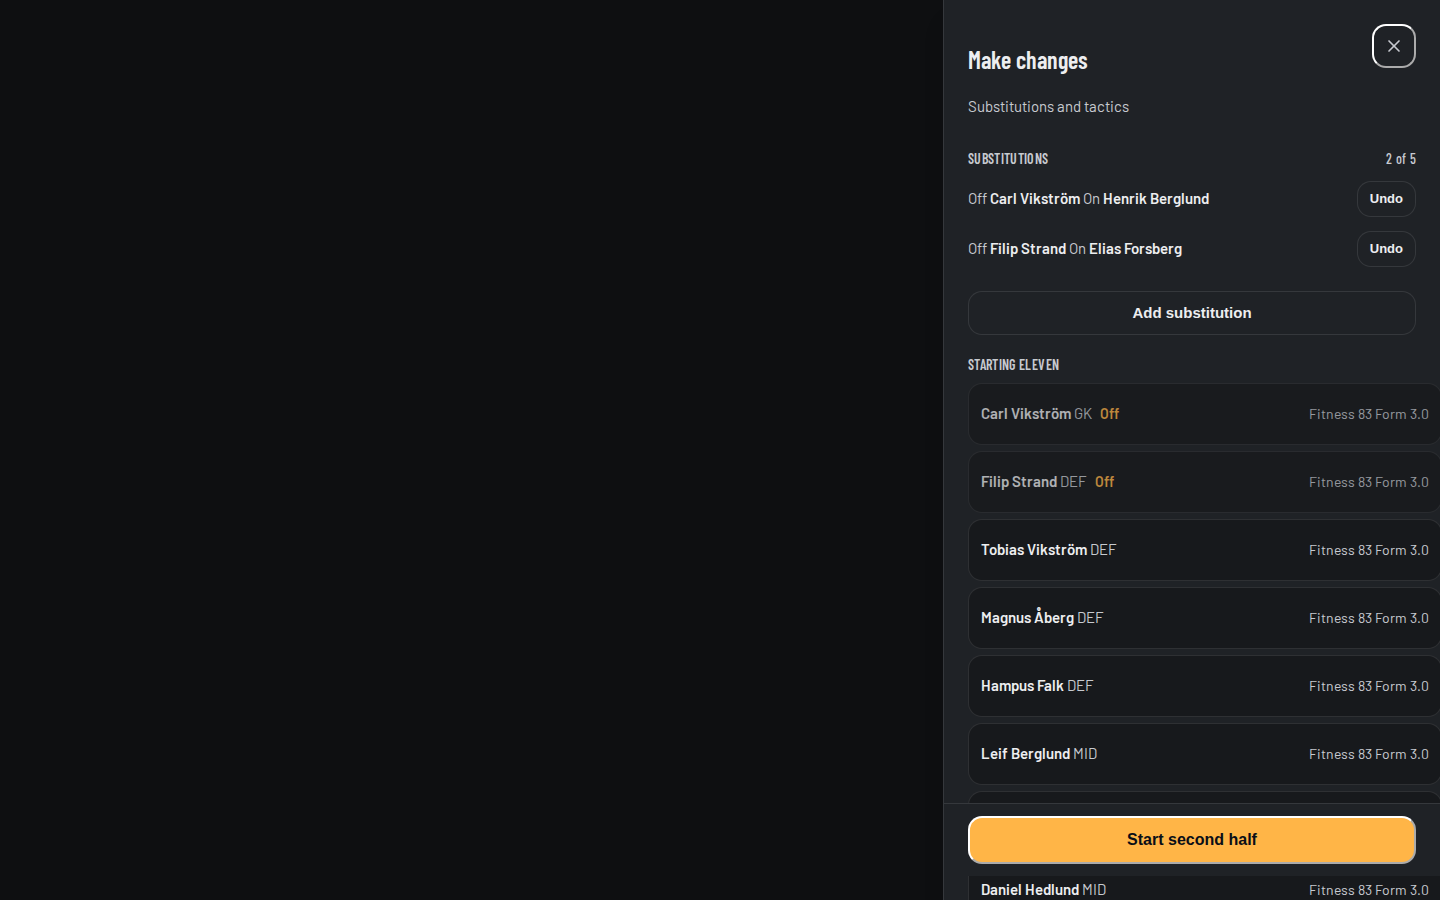 Make changes
Substitutions and tactics
SUBSTITUTIONS 2 of 5
Off Carl Vikström On Henrik Berglund Undo
Off Filip Strand On Elias Forsberg Undo
Add substitution
STARTING ELEVEN
Carl Vikström GK Off Fitness 83 Form 3.0
Filip Strand DEF Off Fitness 83 Form 3.0
Tobias Vikström DEF Fitness 83 Form 3.0
Magnus Åberg DEF Fitness 83 Form 3.0
Hampus Falk DEF Fitness 83 Form 3.0
Leif Berglund MID Fitness 83 Form 3.0
Start second half
Daniel Hedlund MID Fitness 83 Form 3.0